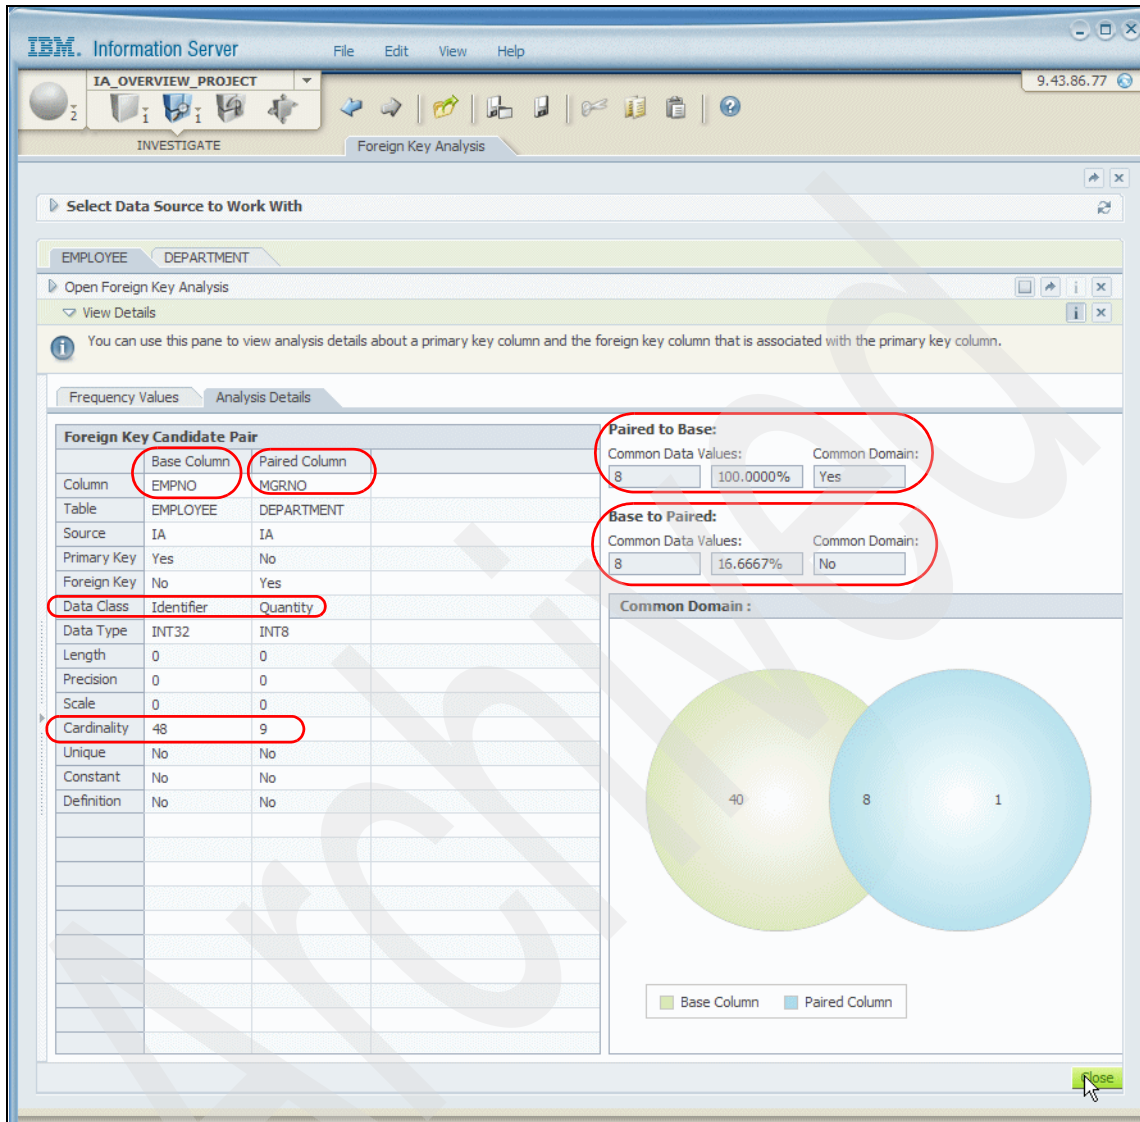 IBM. Information Server File Edit View Help
IA_OVERVIEW_PROJECT
9.43.86.77
2 1 1
INVESTIGATE
Foreign Key Analysis
Select Data Source to Work With
EMPLOYEE DEPARTMENT
Open Foreign Key Analysis
View Details
You can use this pane to view analysis details about a primary key column and the foreign key column that is associated with the primary key column.
Frequency Values Analysis Details
Foreign Key Candidate Pair
Base Column Paired Column
Column EMPNO MGRNO
Table EMPLOYEE DEPARTMENT
Source IA IA
Primary Key Yes No
Foreign Key No Yes
Data Class Identifier Quantity
Data Type INT32 INT8
Length 0 0
Precision 0 0
Scale 0 0
Cardinality 48 9
Unique No No
Constant No No
Definition No No
Paired to Base:
Common Data Values: Common Domain:
8 100.0000% Yes
Base to Paired:
Common Data Values: Common Domain:
8 16.6667% No
Common Domain :
40 8 1
Base Column Paired Column
Close
Archived